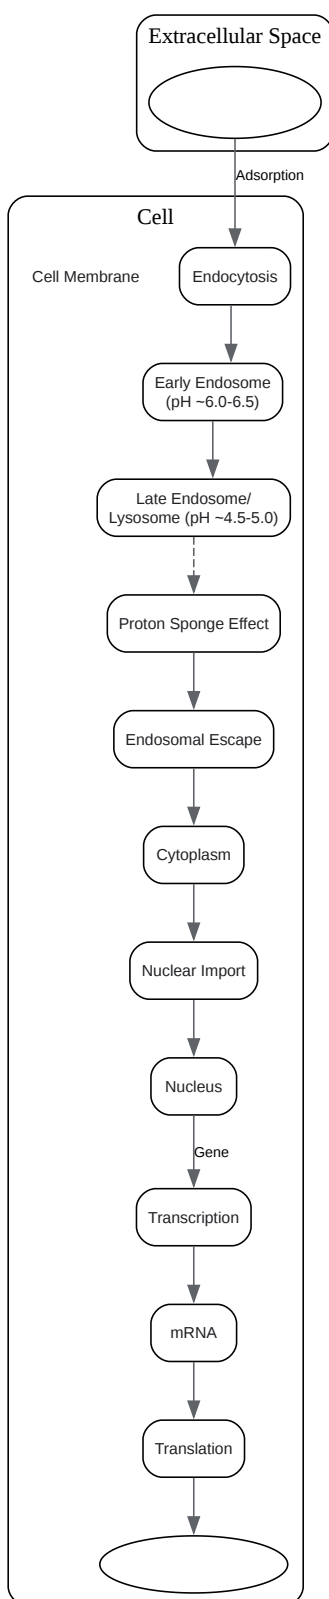 Extracellular Space
Adsorption
Cell
Cell Membrane
Endocytosis
Early Endosome
(pH ~6.0-6.5)
Late Endosome/
Lysosome (pH ~4.5-5.0)
Proton Sponge Effect
Endosomal Escape
Cytoplasm
Nuclear Import
Nucleus
Gene
Transcription
mRNA
Translation